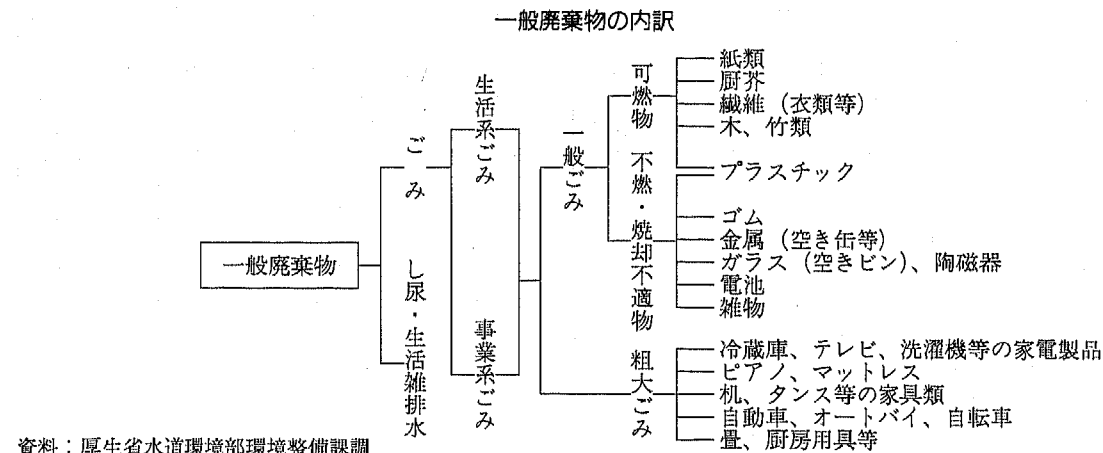 一般廃棄物の内訳
一般廃棄物
ごみ
し尿・生活雑排水
生活系ごみ
事業系ごみ
一般ごみ
粗大ごみ
可燃物
不燃・焼却不適物
紙類
厨芥
繊維（衣類等）
木、竹類
プラスチック
ゴム
金属（空き缶等）
ガラス（空きビン）、陶磁器
電池
雑物
冷蔵庫、テレビ、洗濯機等の家電製品
ピアノ、マットレス
机、タンス等の家具類
自動車、オートバイ、自転車
畳、厨房用具等
資料：厚生省水道環境部環境整備課調